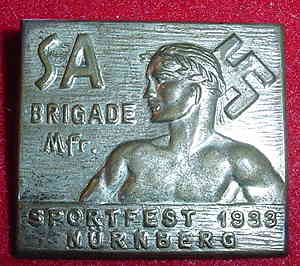 SA
BRIGADE
Mfr.
SPORTFEST 1933
NÜRNBERG